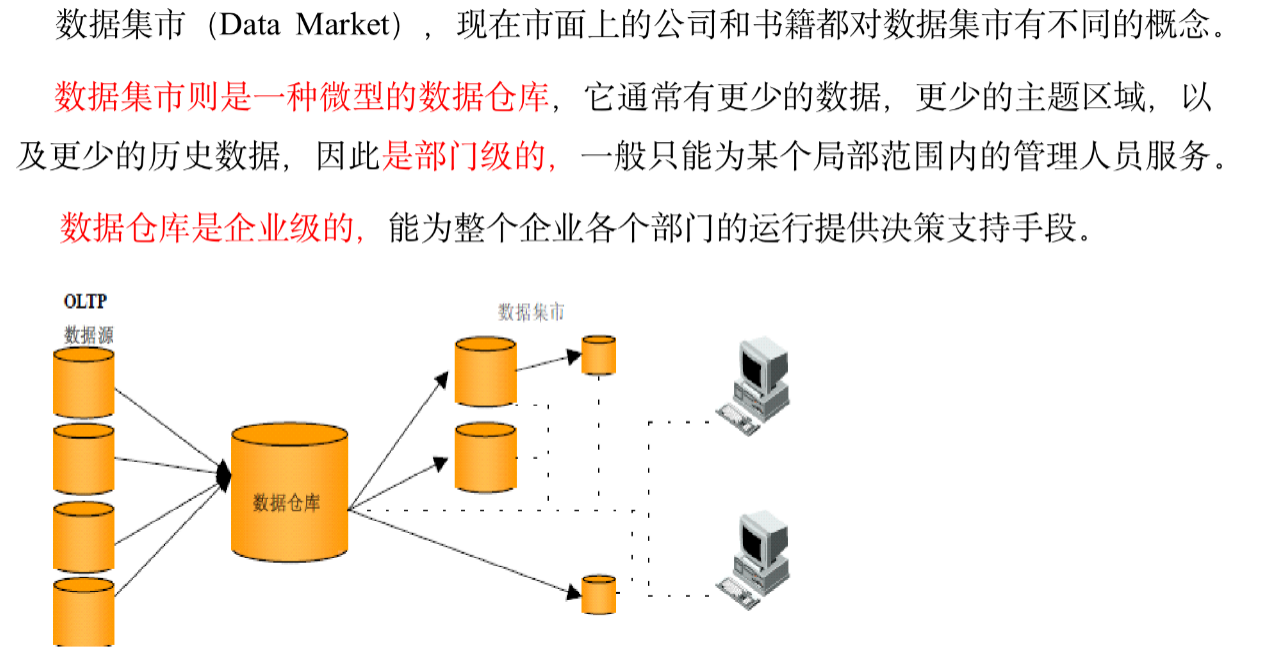 数据集市（Data Market），现在市面上的公司和书籍都对数据集市有不同的概念。
数据集市则是一种微型的数据仓库，它通常有更少的数据，更少的主题区域，以
及更少的历史数据，因此是部门级的，一般只能为某个局部范围内的管理人员服务。
数据仓库是企业级的，能为整个企业各个部门的运行提供决策支持手段。
OLTP
数据源
数据集市
数据仓库